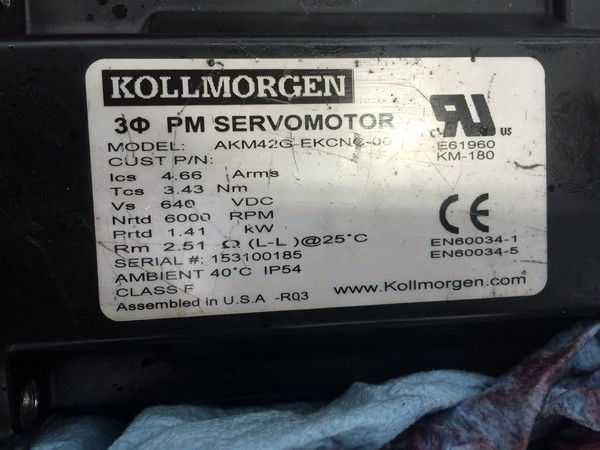 KOLLMORGEN
3Φ PM SERVOMOTOR
MODEL: AKM42G-EKCNC-00
CUST P/N:
Ics 4.66 Arms
Tcs 3.43 Nm
Vs 640 VDC
Nrtd 6000 RPM
Prtd 1.41 kW
Rm 2.51 Ω (L-L)@25°C
SERIAL #: 153100185
AMBIENT 40°C IP54
CLASS F
Assembled in U.S.A -R03
c RU US
E61960
KM-180
CE
EN60034-1
EN60034-5
www.Kollmorgen.com